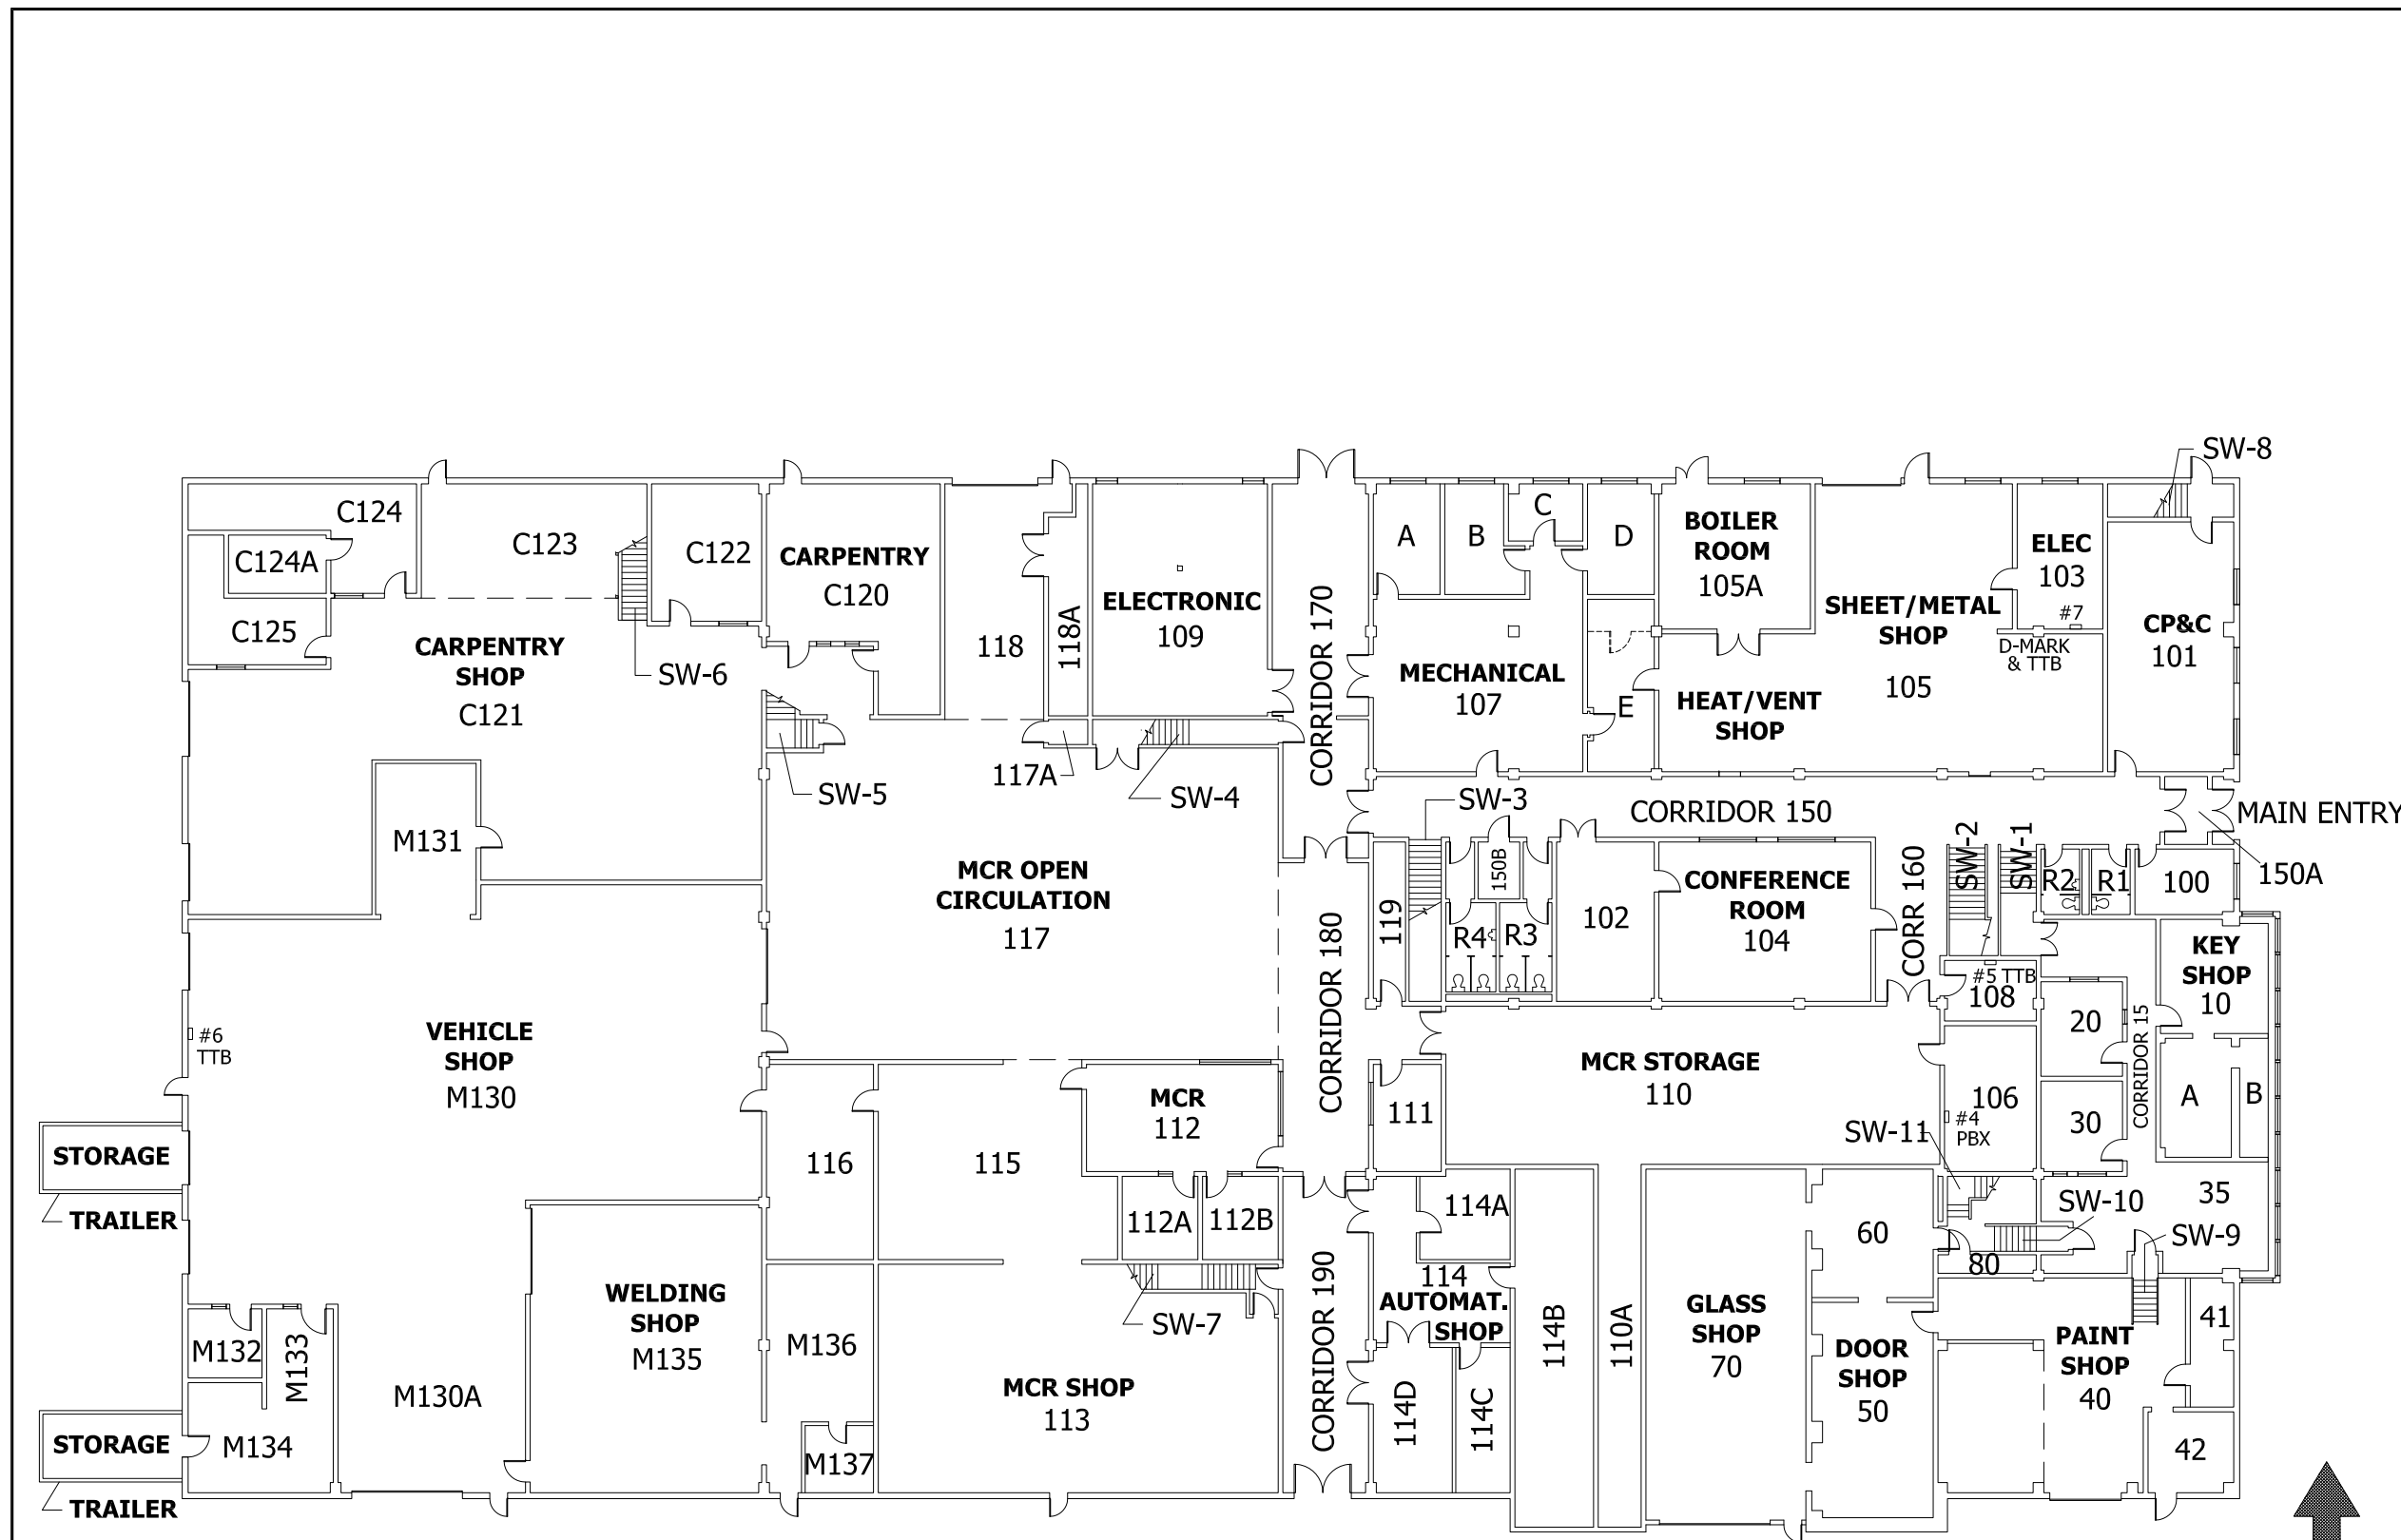 SW-8
C124
C123
C122
C124A
C125
CARPENTRY
C120
CARPENTRY
SHOP
C121
SW-6
118
118A
ELECTRONIC
109
CORRIDOR 170
A
B
C
D
E
MECHANICAL
107
BOILER
ROOM
105A
SHEET/METAL
SHOP
105
HEAT/VENT
SHOP
ELEC
103
#7
D-MARK
& TTB
CP&C
101
117A
SW-5
SW-4
SW-3
CORRIDOR 150
MAIN ENTRY
150A
M131
MCR OPEN
CIRCULATION
117
CORRIDOR 180
119
150B
R4
R3
102
CONFERENCE
ROOM
104
CORR 160
SW-2
SW-1
R2
R1
100
KEY
SHOP
10
#5 TTB
108
20
CORRIDOR 15
A
B
30
106
#4
PBX
#6
TTB
VEHICLE
SHOP
M130
MCR STORAGE
110
MCR
112
111
115
116
112A
112B
STORAGE
TRAILER
SW-11
SW-10
35
SW-9
114A
114
AUTOMAT.
SHOP
114B
110A
60
80
WELDING
SHOP
M135
M136
SW-7
MCR SHOP
113
CORRIDOR 190
114D
114C
GLASS
SHOP
70
DOOR
SHOP
50
PAINT
SHOP
40
41
42
M132
M133
M130A
M134
M137
STORAGE
TRAILER